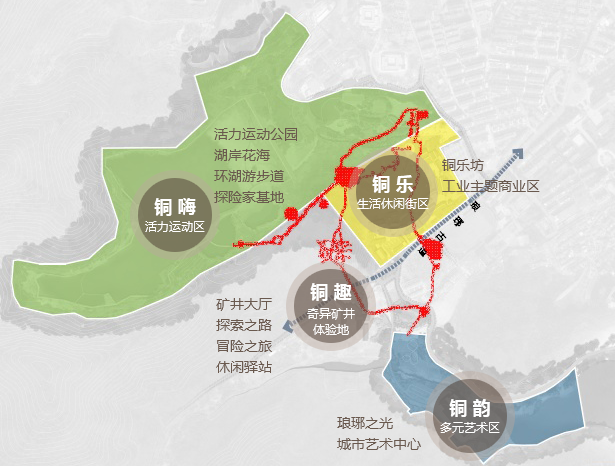 活力运动公园
湖岸花海
环湖游步道
探险家基地
铜嗨
活力运动区
铜乐
生活休闲街区
铜乐坊
工业主题商业区
铜趣
奇异矿井
体验地
矿井大厅
探索之路
冒险之旅
休闲驿站
铜韵
多元艺术区
琅琊之光
城市艺术中心